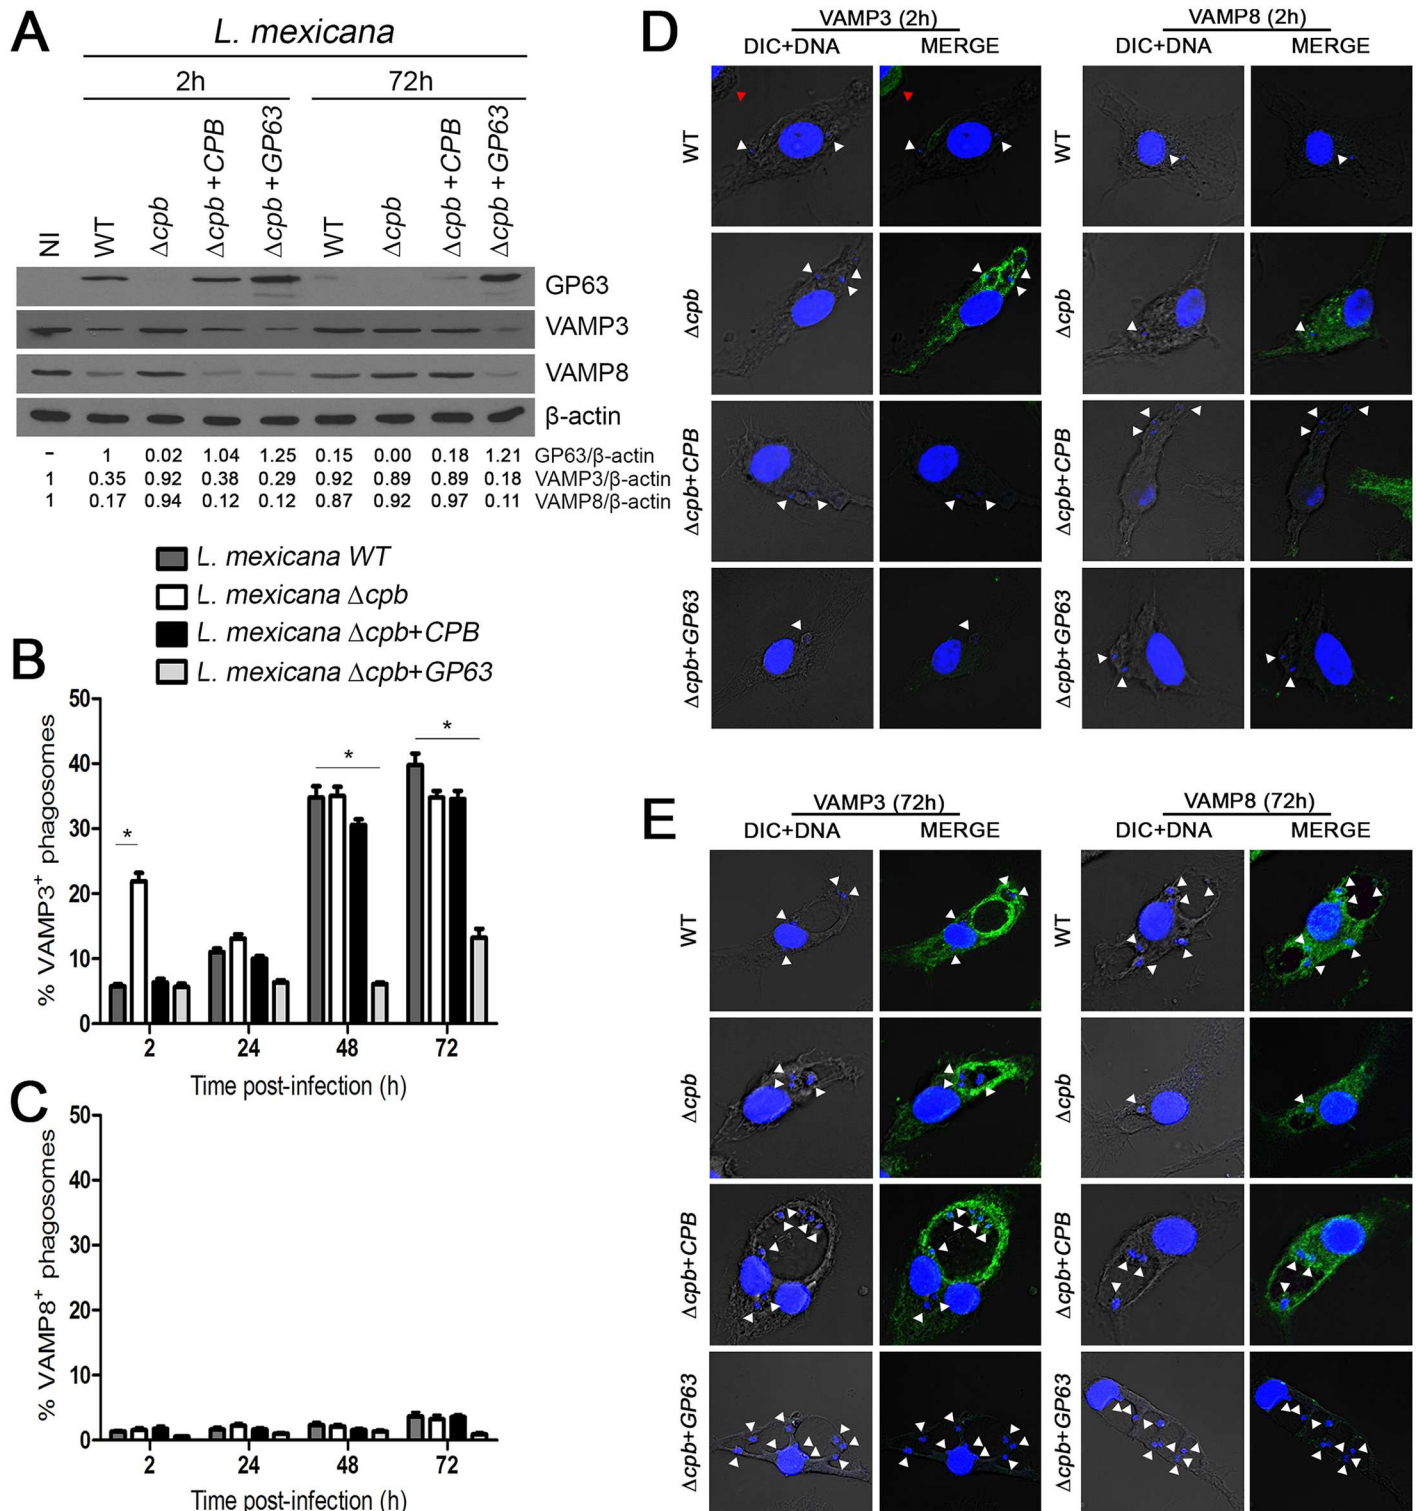 A
L. mexicana
2h 72h
NI WT Δcpb Δcpb+CPB Δcpb+GP63 WT Δcpb Δcpb+CPB Δcpb+GP63
GP63
VAMP3
VAMP8
β-actin
- 1 0.02 1.04 1.25 0.15 0.00 0.18 1.21 GP63/β-actin
1 0.35 0.92 0.38 0.29 0.92 0.89 0.89 0.18 VAMP3/β-actin
1 0.17 0.94 0.12 0.12 0.87 0.92 0.97 0.11 VAMP8/β-actin
L. mexicana WT
L. mexicana Δcpb
L. mexicana Δcpb+CPB
L. mexicana Δcpb+GP63
B
% VAMP3+ phagosomes
50
40
30
20
10
0
* * *
2 24 48 72
Time post-infection (h)
C
% VAMP8+ phagosomes
50
40
30
20
10
0
2 24 48 72
Time post-infection (h)
D
VAMP3 (2h) VAMP8 (2h)
DIC+DNA MERGE DIC+DNA MERGE
WT WT
Δcpb Δcpb
Δcpb+CPB Δcpb+CPB
Δcpb+GP63 Δcpb+GP63
E
VAMP3 (72h) VAMP8 (72h)
DIC+DNA MERGE DIC+DNA MERGE
WT WT
Δcpb Δcpb
Δcpb+CPB Δcpb+CPB
Δcpb+GP63 Δcpb+GP63